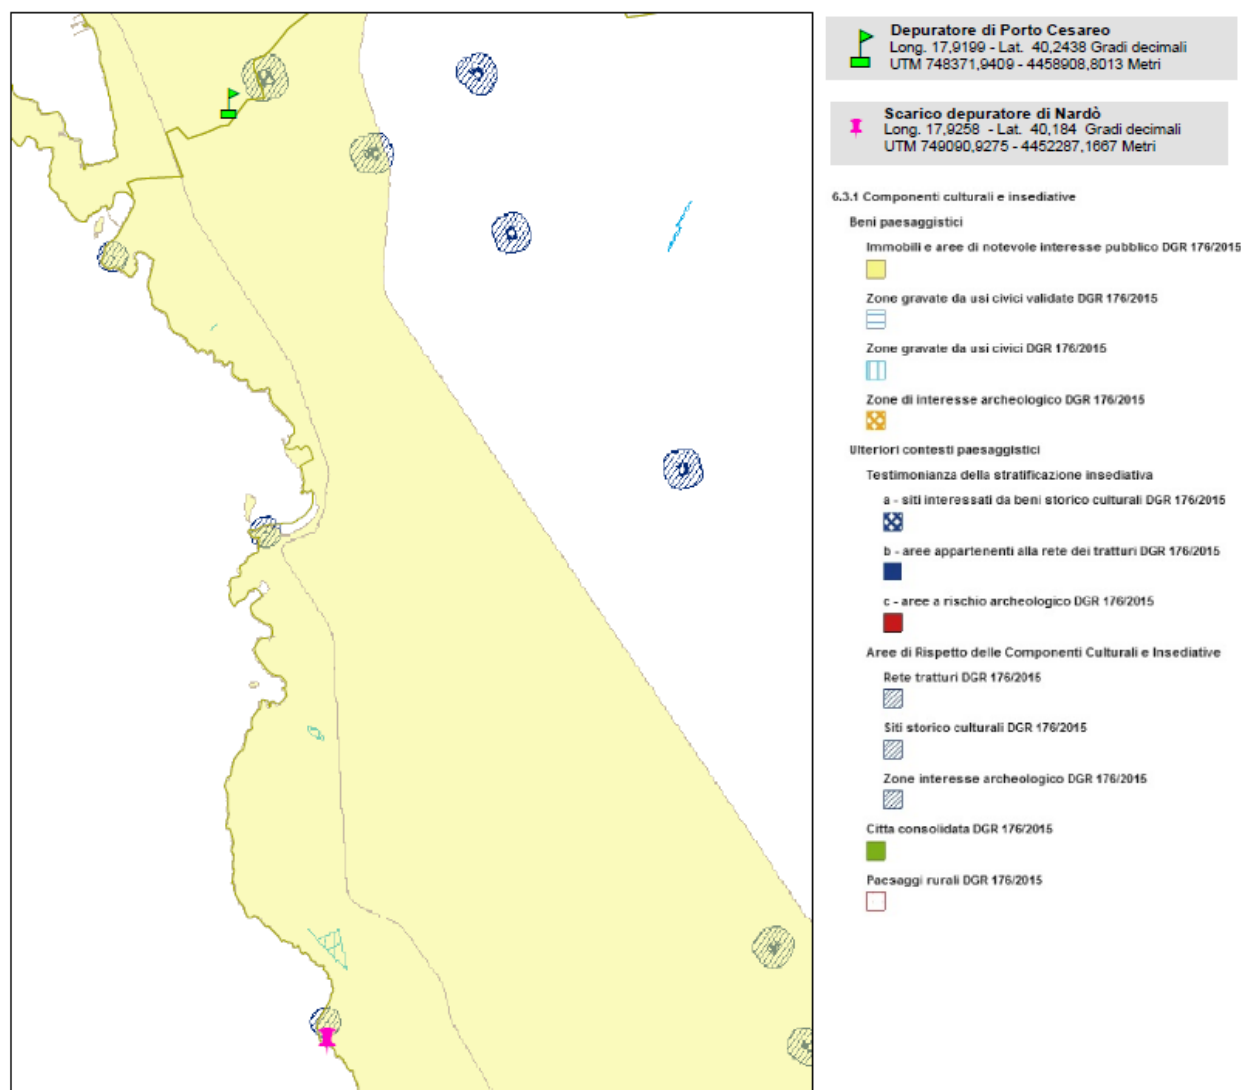 Depuratore di Porto Cesareo
Long. 17,9199 - Lat. 40,2438 Gradi decimali
UTM 748371,9409 - 4458908,8013 Metri
Scarico depuratore di Nardò
Long. 17,9258 - Lat. 40,184 Gradi decimali
UTM 749090,9275 - 4452287,1667 Metri
6.3.1 Componenti culturali e insediative
Beni paesaggistici
Immobili e aree di notevole interesse pubblico DGR 176/2015
Zone gravate da usi civici validate DGR 176/2015
Zone gravate da usi civici DGR 176/2015
Zone di interesse archeologico DGR 176/2015
Ulteriori contesti paesaggistici
Testimonianza della stratificazione insediativa
a - siti interessati da beni storico culturali DGR 176/2015
b - aree appartenenti alla rete dei tratturi DGR 176/2015
c - aree a rischio archeologico DGR 176/2015
Aree di Rispetto delle Componenti Culturali e Insediative
Rete tratturi DGR 176/2015
Siti storico culturali DGR 176/2015
Zone interesse archeologico DGR 176/2015
Citta consolidata DGR 176/2015
Paesaggi rurali DGR 176/2015